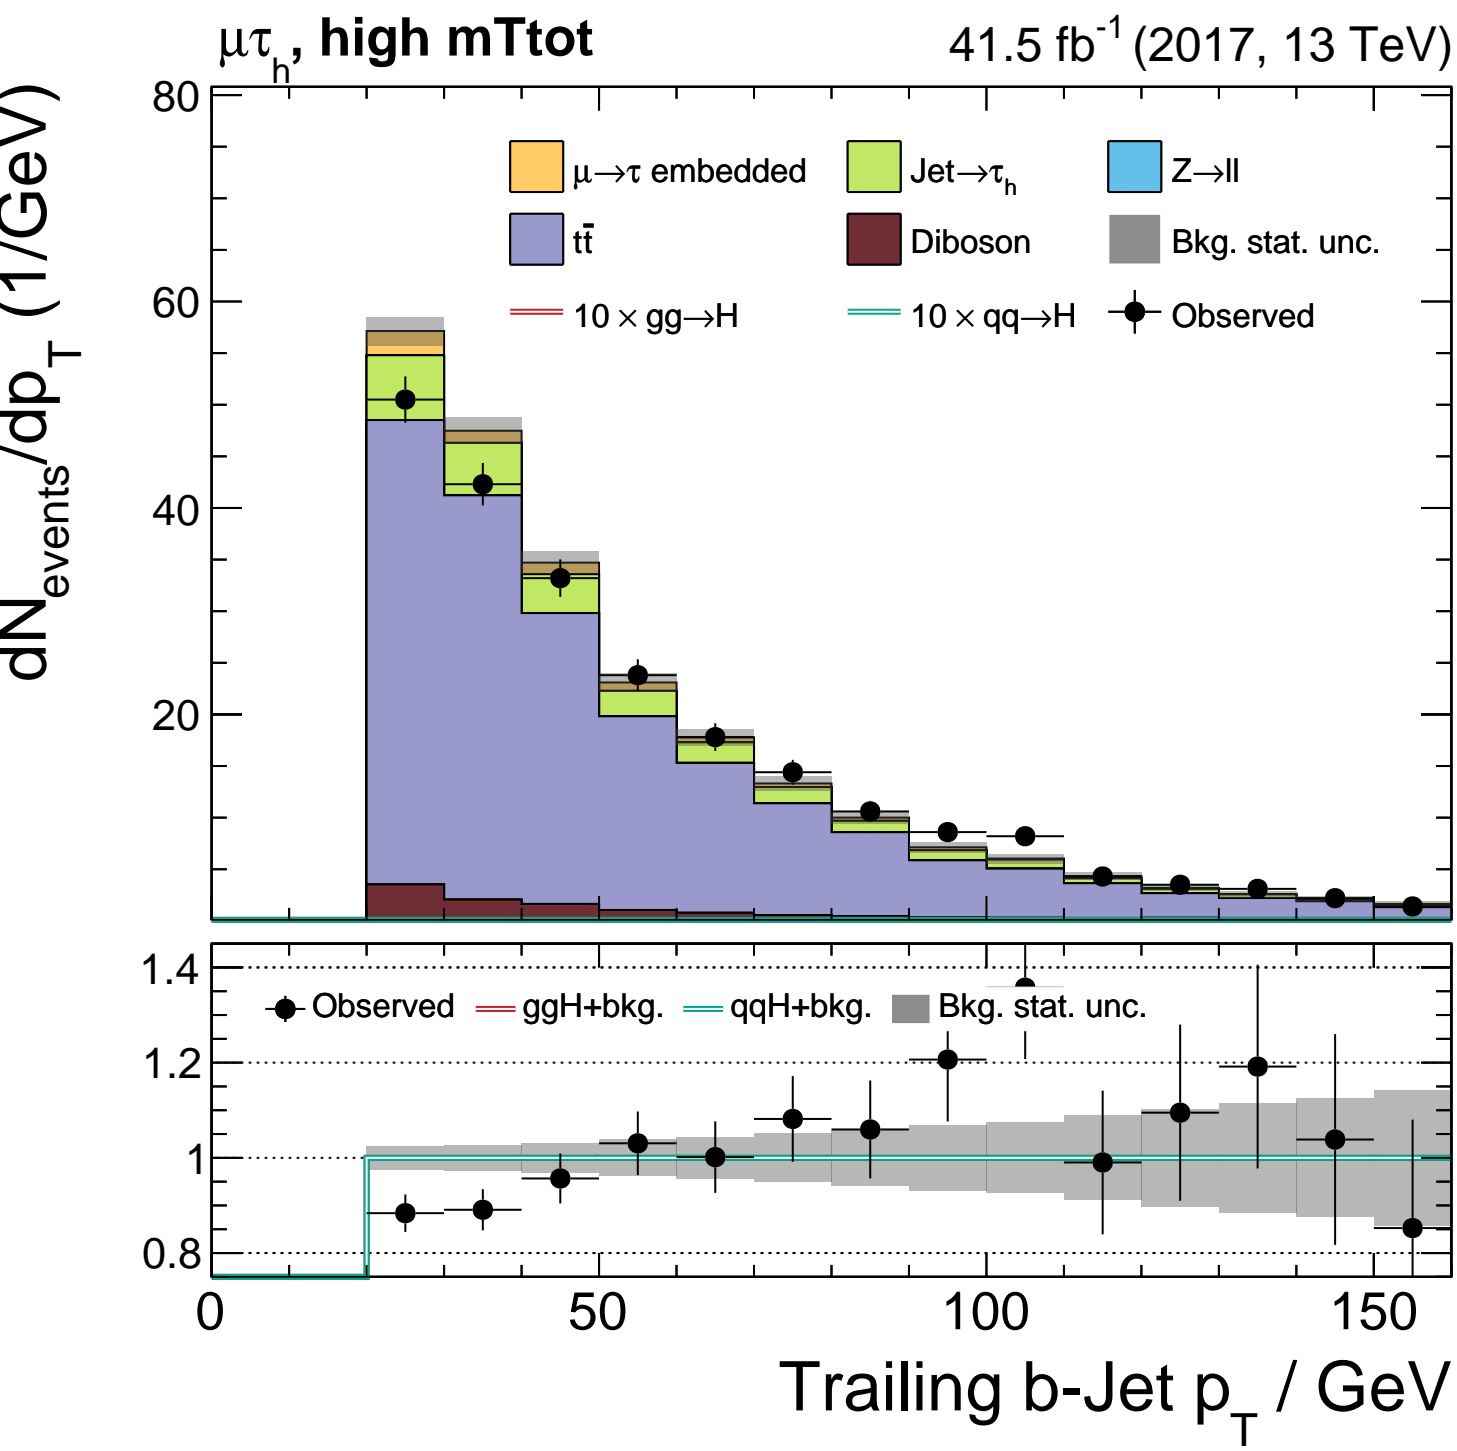 μτh, high mTtot
41.5 fb-1 (2017, 13 TeV)
dNevents/dpT (1/GeV)
80
60
40
20
μ→τ embedded
Jet→τh
Z→ll
tt̄
Diboson
Bkg. stat. unc.
10 × gg→H
10 × qq→H
Observed
1.4
1.2
1
0.8
Observed
ggH+bkg.
qqH+bkg.
Bkg. stat. unc.
0
50
100
150
Trailing b-Jet pT / GeV